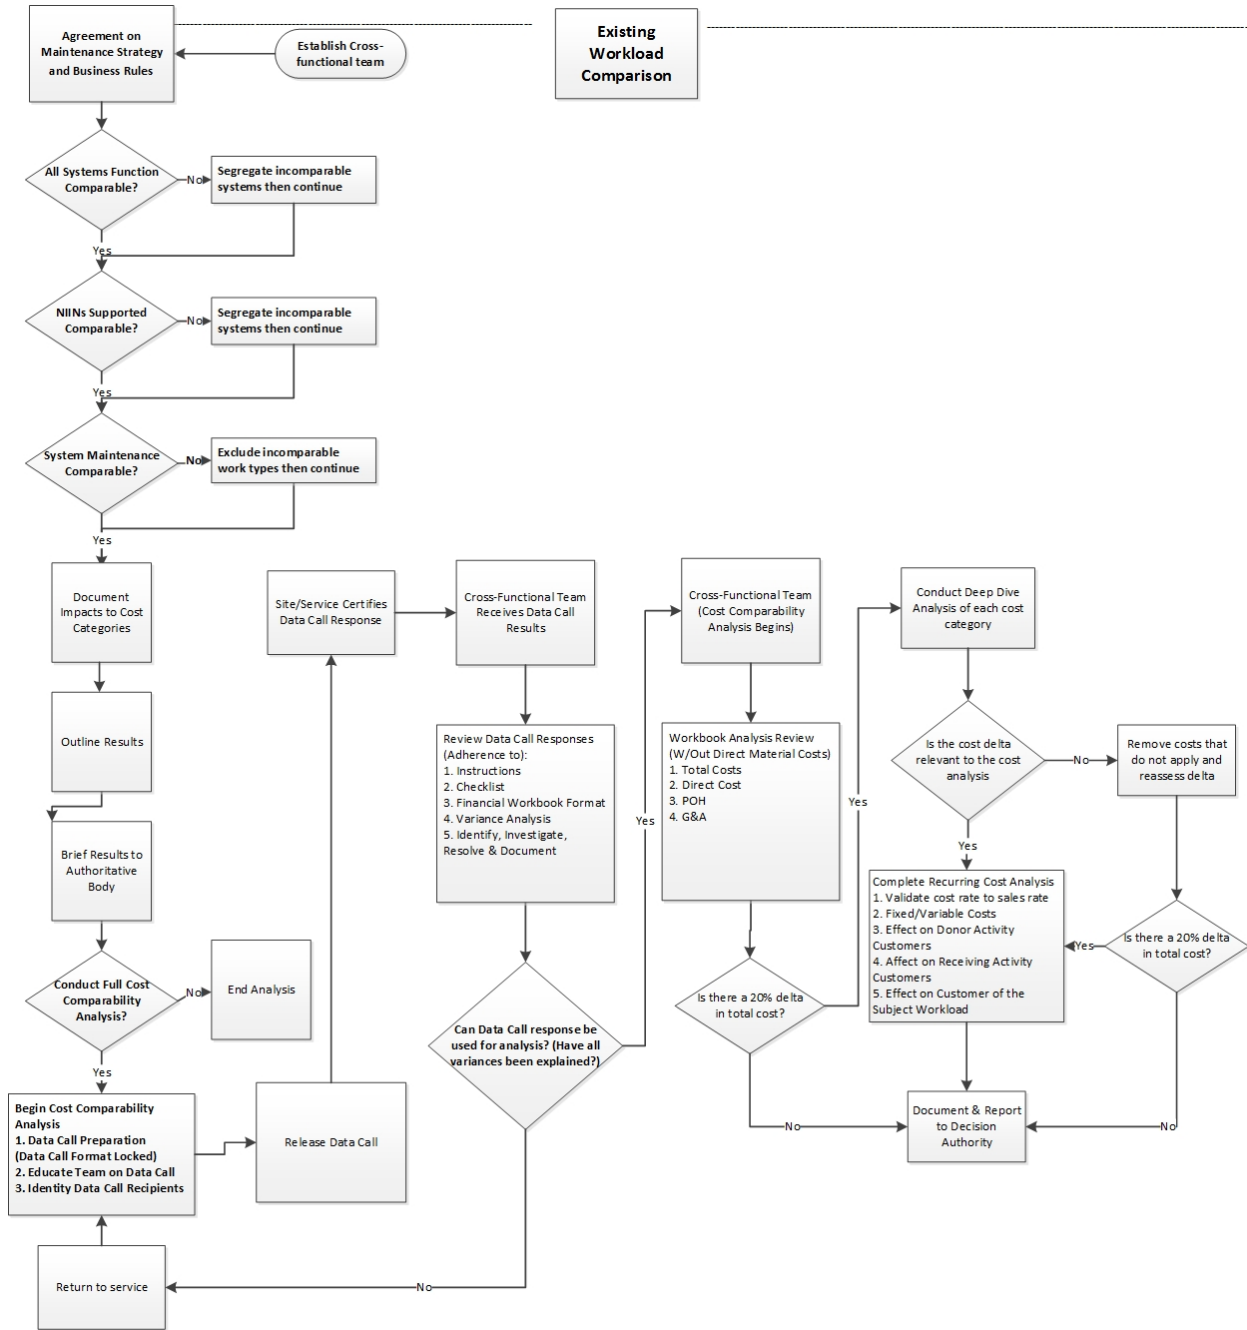 Agreement on
Maintenance Strategy
and Business Rules
Establish Cross-
functional team
Existing
Workload
Comparison
All Systems Function
Comparable?
No
Segregate incomparable
systems then continue
Yes
NIINs Supported
Comparable?
No
Segregate incomparable
systems then continue
Yes
System Maintenance
Comparable?
No
Exclude incomparable
work types then continue
Yes
Document
Impacts to Cost
Categories
Outline Results
Brief Results to
Authoritative
Body
Conduct Full Cost
Comparability
Analysis?
No
End Analysis
Yes
Begin Cost Comparability
Analysis
1. Data Call Preparation
(Data Call Format Locked)
2. Educate Team on Data Call
3. Identity Data Call Recipients
Return to service
Release Data Call
Site/Service Certifies
Data Call Response
Cross-Functional Team
Receives Data Call
Results
Review Data Call Responses
(Adherence to):
1. Instructions
2. Checklist
3. Financial Workbook Format
4. Variance Analysis
5. Identify, Investigate,
Resolve & Document
Can Data Call response be
used for analysis? (Have all
variances been explained?)
No
Yes
Cross-Functional Team
(Cost Comparability
Analysis Begins)
Workbook Analysis Review
(W/Out Direct Material Costs)
1. Total Costs
2. Direct Cost
3. POH
4. G&A
Is there a 20% delta
in total cost?
No
Yes
Conduct Deep Dive
Analysis of each cost
category
Is the cost delta
relevant to the cost
analysis
No
Remove costs that
do not apply and
reassess delta
Yes
Complete Recurring Cost Analysis
1. Validate cost rate to sales rate
2. Fixed/Variable Costs
3. Effect on Donor Activity
Customers
4. Affect on Receiving Activity
Customers
5. Effect on Customer of the
Subject Workload
Yes
Is there a 20% delta
in total cost?
No
Document & Report
to Decision
Authority